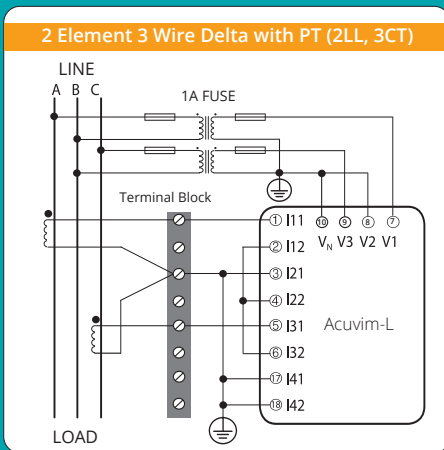 2 Element 3 Wire Delta with PT (2LL, 3CT)
LINE
A B C
1A FUSE
Terminal Block
⑩ ⑨ ⑧ ⑦
VN V3 V2 V1
① I11
② I12
③ I21
④ I22
⑤ I31
⑥ I32
⑰ I41
⑱ I42
Acuvim-L
LOAD